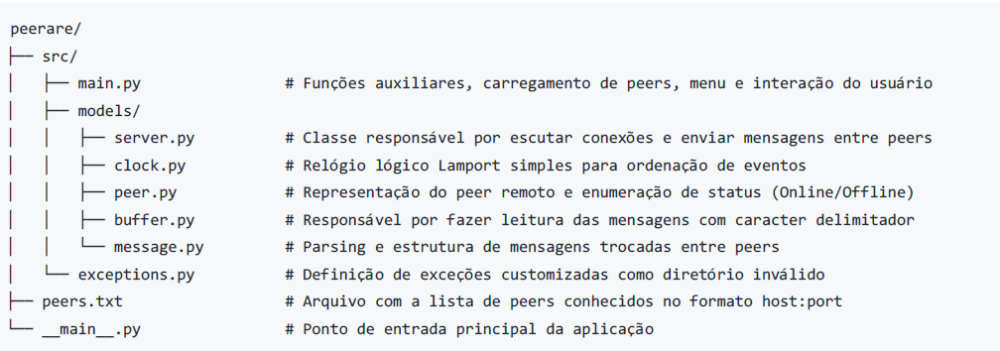 peerare/
├── src/
│   ├── main.py               # Funções auxiliares, carregamento de peers, menu e interação do usuário
│   ├── models/
│   │   ├── server.py         # Classe responsável por escutar conexões e enviar mensagens entre peers
│   │   ├── clock.py          # Relógio lógico Lamport simples para ordenação de eventos
│   │   ├── peer.py           # Representação do peer remoto e enumeração de status (Online/Offline)
│   │   ├── buffer.py         # Responsável por fazer leitura das mensagens com caracter delimitador
│   │   └── message.py        # Parsing e estrutura de mensagens trocadas entre peers
│   └── exceptions.py         # Definição de exceções customizadas como diretório inválido
├── peers.txt                 # Arquivo com a lista de peers conhecidos no formato host:port
└── __main__.py               # Ponto de entrada principal da aplicação